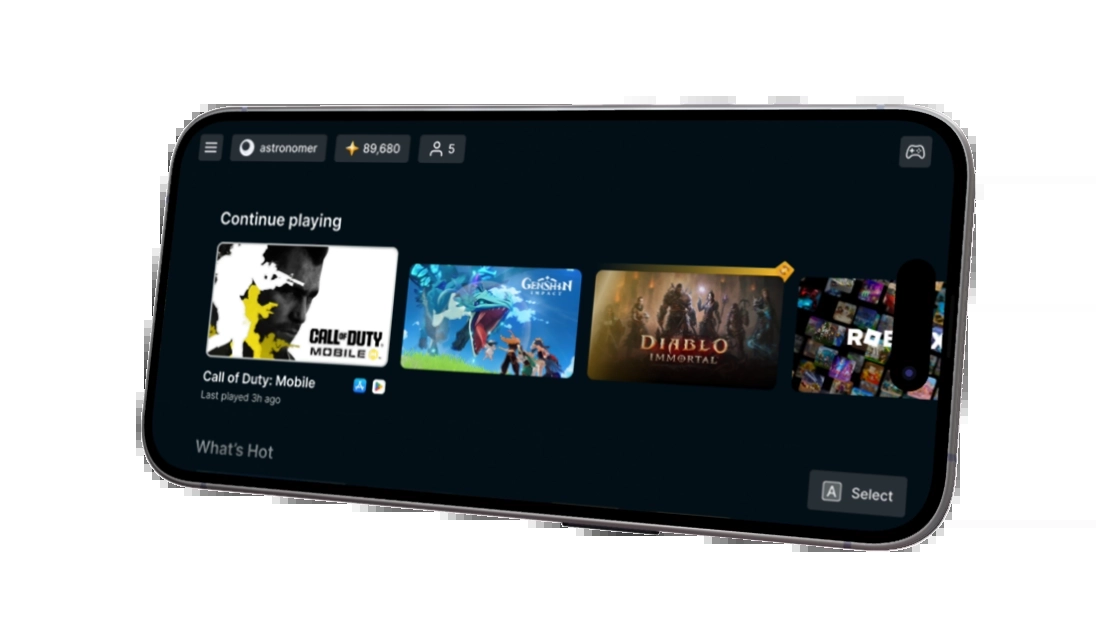 astronomer
89,680
5
Continue playing
CALL OF DUTY
MOBILE
GENSHIN
IMPACT
DIABLO
IMMORTAL
Call of Duty: Mobile
Last played 3h ago
What's Hot
A Select